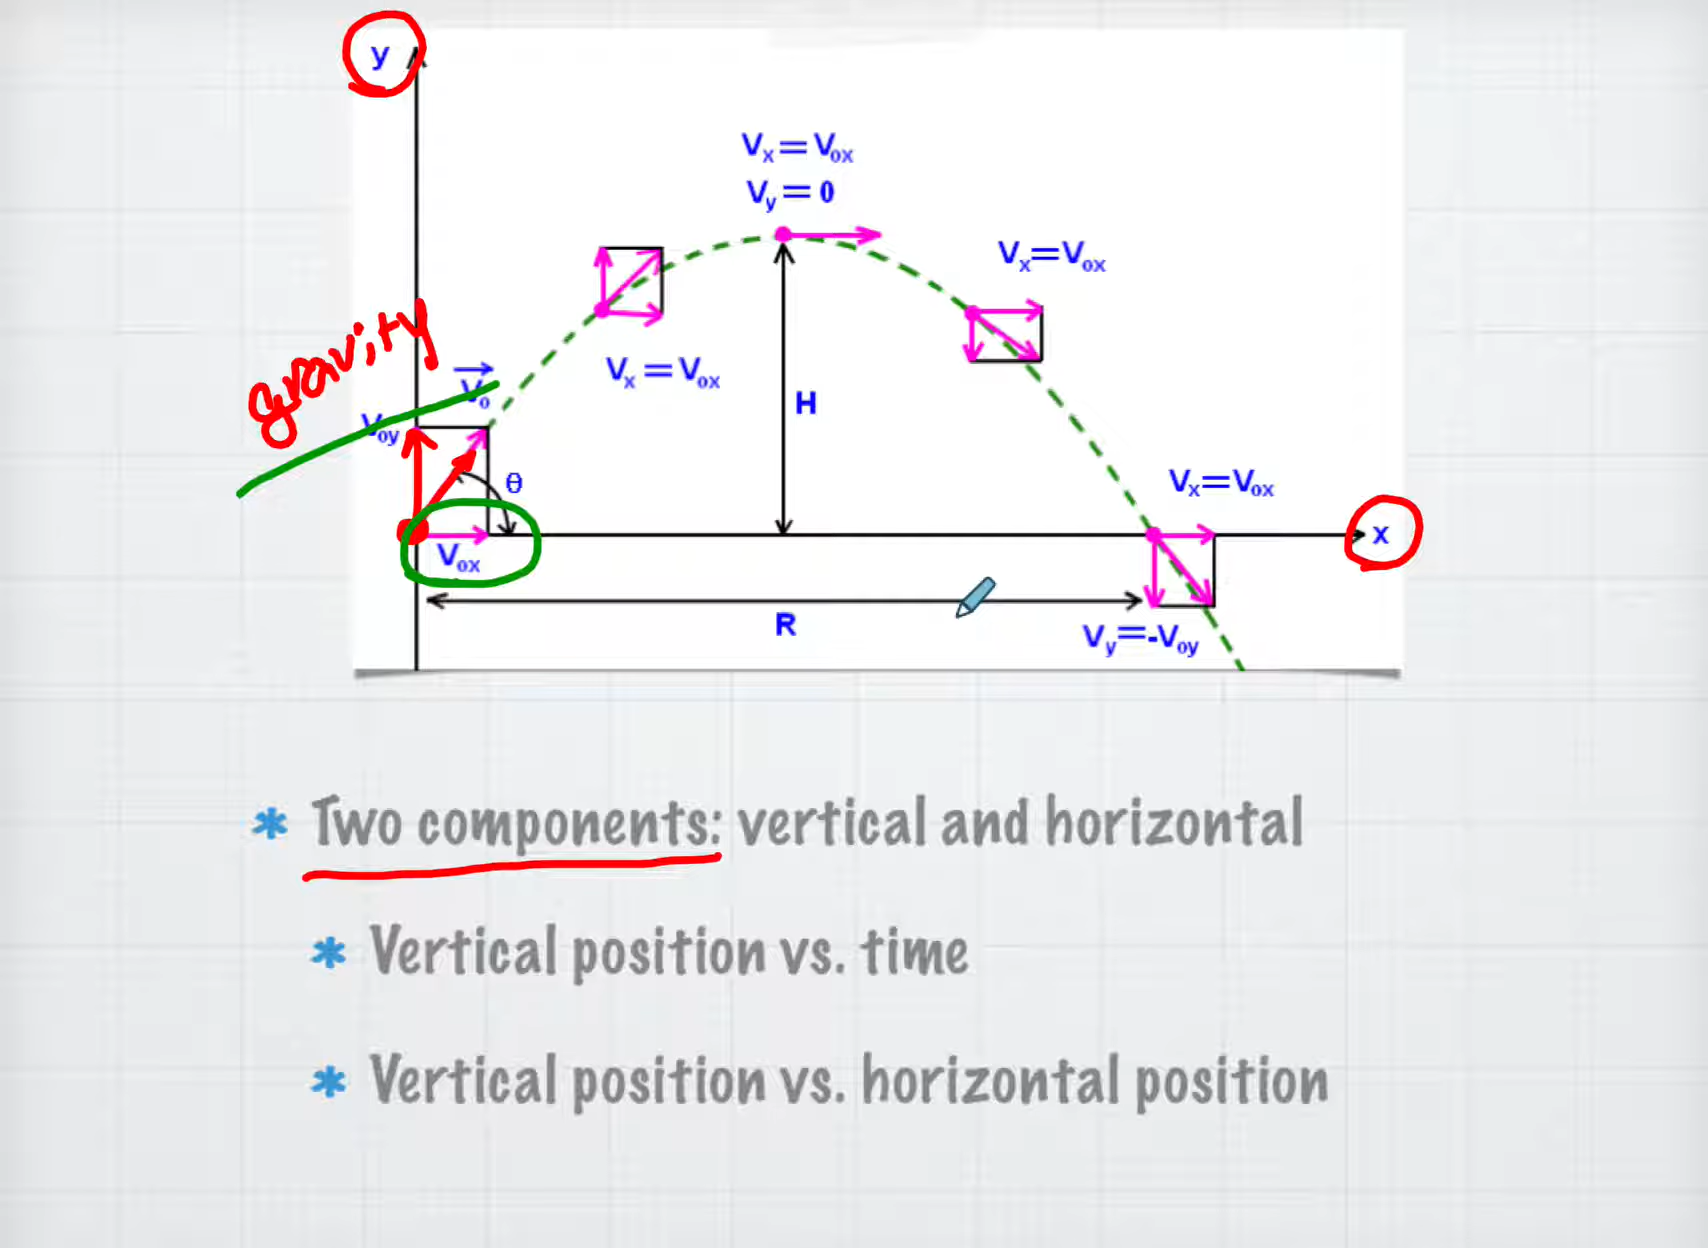 y
Vx = Vox
Vy = 0
Vx = Vox
gravity
Vx = Vox
Vo
H
Voy
θ
Vx = Vox
x
Vox
R
Vy = -Voy
Two components: vertical and horizontal
Vertical position vs. time
Vertical position vs. horizontal position